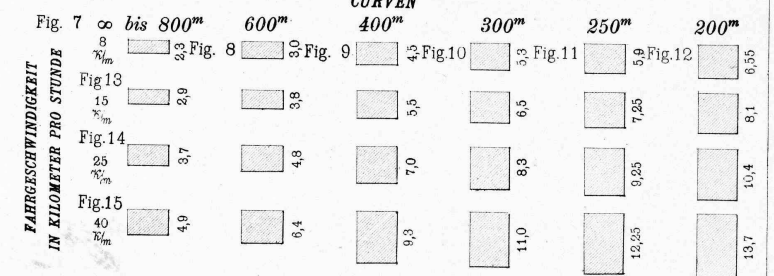 CURVEN
Fig. 7 ∞ bis 800m 600m 400m 300m 250m 200m
8 K/m 2,3 Fig. 8 3,0 Fig. 9 4,5 Fig.10 5,3 Fig.11 5,9 Fig.12 6,55
Fig 13
15 K/m 2,9 3,8 5,5 6,5 7,25 8,1
Fig.14
25 K/m 3,7 4,8 7,0 8,3 9,25 10,4
Fig.15
40 K/m 4,9 6,4 9,3 11,0 12,25 13,7
FAHRGESCHWINDIGKEIT
IN KILOMETER PRO STUNDE